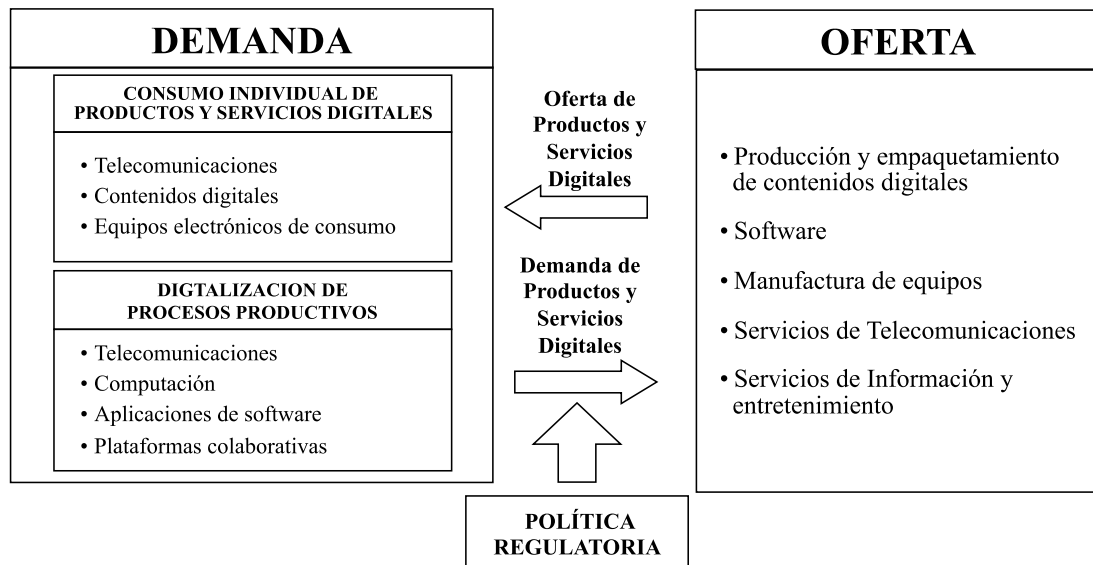 DEMANDA
CONSUMO INDIVIDUAL DE
PRODUCTOS Y SERVICIOS DIGITALES
• Telecomunicaciones
• Contenidos digitales
• Equipos electrónicos de consumo
DIGTALIZACION DE
PROCESOS PRODUCTIVOS
• Telecomunicaciones
• Computación
• Aplicaciones de software
• Plataformas colaborativas
Oferta de
Productos y
Servicios
Digitales
Demanda de
Productos y
Servicios
Digitales
POLÍTICA
REGULATORIA
OFERTA
• Producción y empaquetamiento
de contenidos digitales
• Software
• Manufactura de equipos
• Servicios de Telecomunicaciones
• Servicios de Información y
entretenimiento